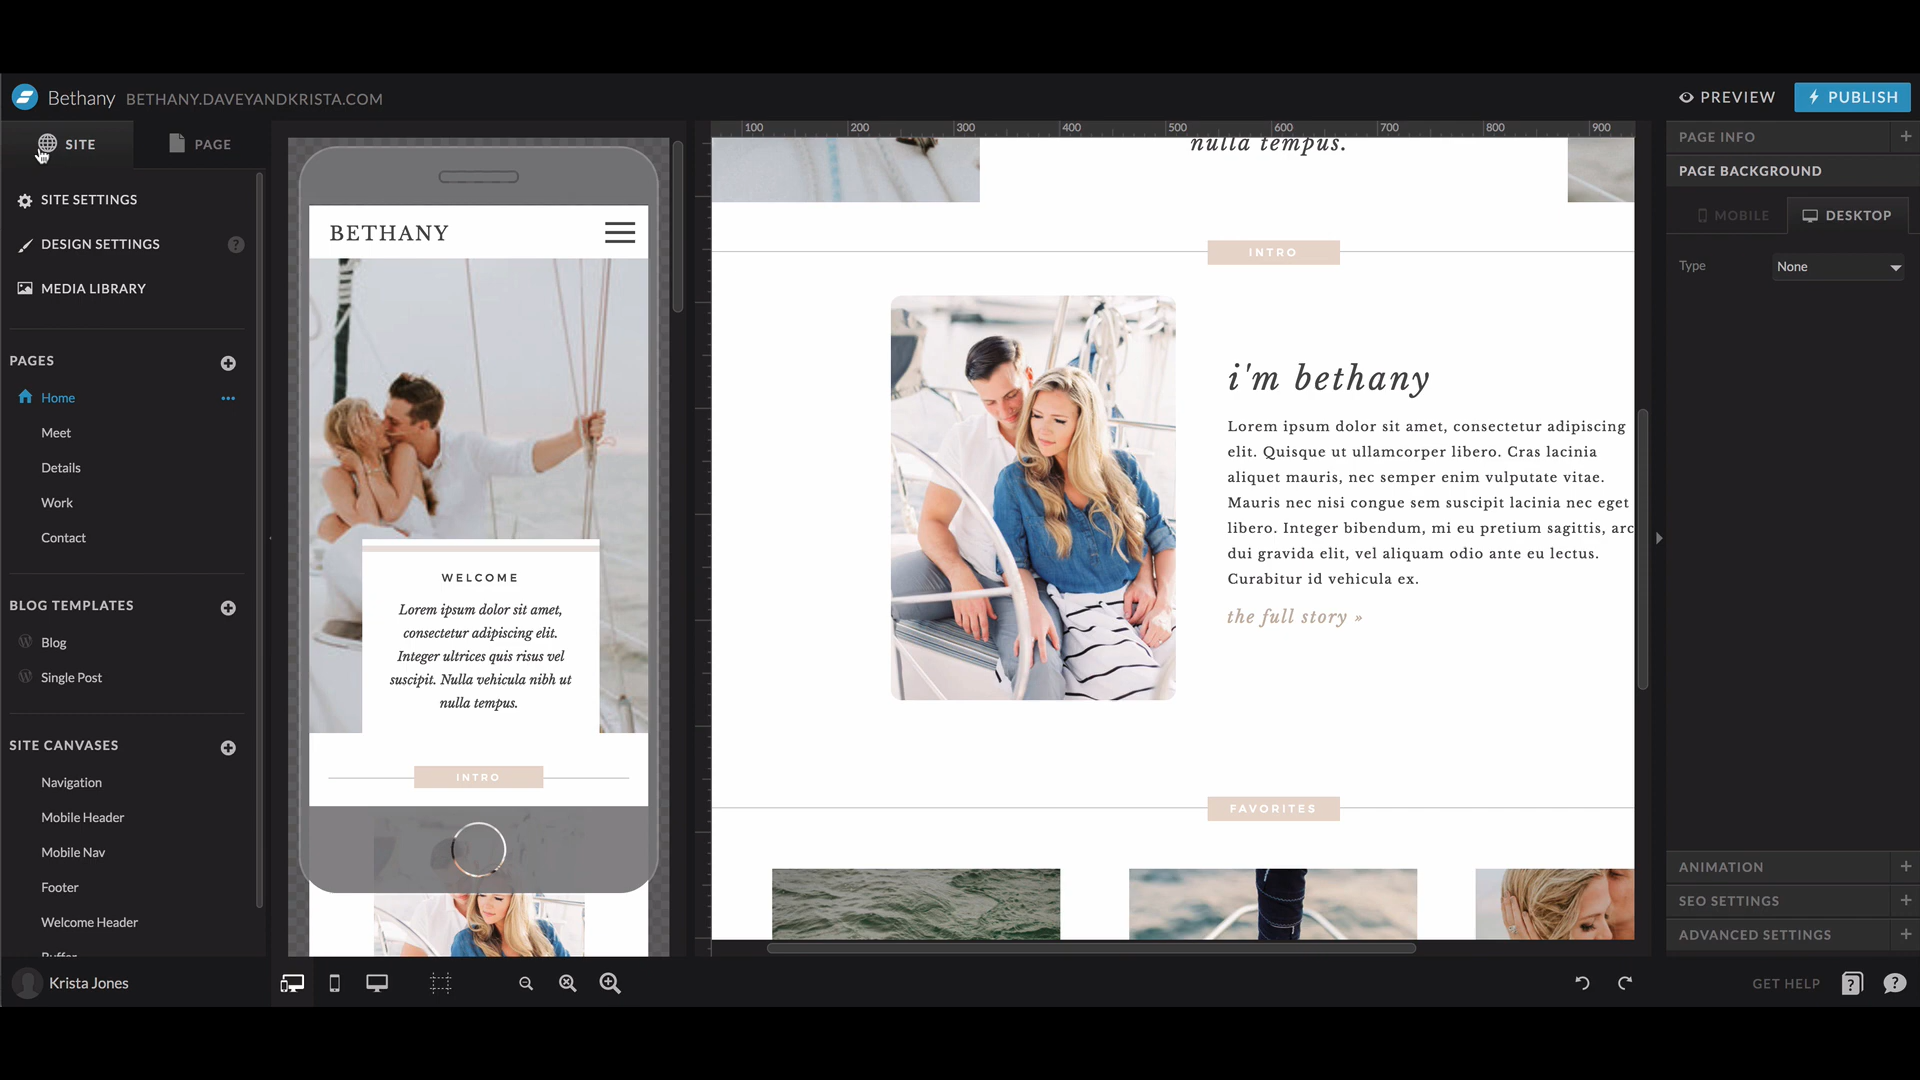 Bethany BETHANY.DAVEYANDKRISTA.COM
PREVIEW
PUBLISH
SITE
PAGE
SITE SETTINGS
DESIGN SETTINGS ?
MEDIA LIBRARY
PAGES
Home
Meet
Details
Work
Contact
BLOG TEMPLATES
Blog
Single Post
SITE CANVASES
Navigation
Mobile Header
Mobile Nav
Footer
Welcome Header
Buffer
Krista Jones
BETHANY
WELCOME
Lorem ipsum dolor sit amet,
consectetur adipiscing elit.
Integer ultrices quis risus vel
suscipit. Nulla vehicula nibh ut
nulla tempus.
INTRO
100 200 300 400 500 600 700 800 900
nulla tempus.
INTRO
i'm bethany
Lorem ipsum dolor sit amet, consectetur adipiscing
elit. Quisque ut ullamcorper libero. Cras lacinia
aliquet mauris, nec semper enim vulputate vitae.
Mauris nec nisi congue sem suscipit lacinia nec eget
libero. Integer bibendum, mi eu pretium sagittis, arc
dui gravida elit, vel aliquam odio ante eu lectus.
Curabitur id vehicula ex.
the full story »
FAVORITES
PAGE INFO +
PAGE BACKGROUND
MOBILE
DESKTOP
Type None
ANIMATION +
SEO SETTINGS +
ADVANCED SETTINGS +
GET HELP ? ?